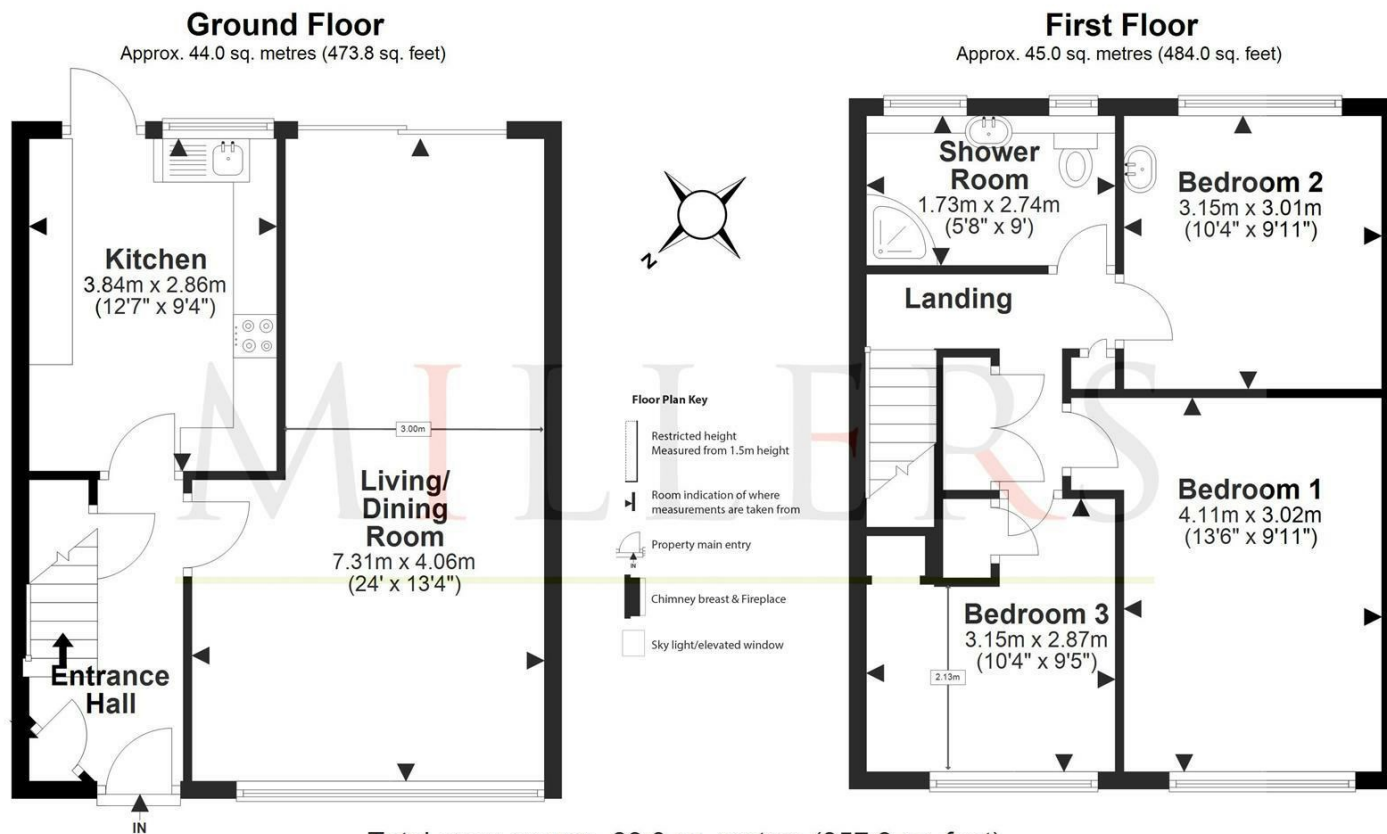 Ground Floor
Approx. 44.0 sq. metres (473.8 sq. feet)
Kitchen
3.84m x 2.86m
(12'7" x 9'4")
3.00m
Living/
Dining
Room
7.31m x 4.06m
(24' x 13'4")
Entrance
Hall
IN
N
MILLERS
Floor Plan Key
Restricted height
Measured from 1.5m height
Room indication of where
measurements are taken from
Property main entry
IN
Chimney breast & Fireplace
Sky light/elevated window
First Floor
Approx. 45.0 sq. metres (484.0 sq. feet)
Shower
Room
1.73m x 2.74m
(5'8" x 9')
Bedroom 2
3.15m x 3.01m
(10'4" x 9'11")
Landing
Bedroom 1
4.11m x 3.02m
(13'6" x 9'11")
Bedroom 3
3.15m x 2.87m
(10'4" x 9'5")
2.13m